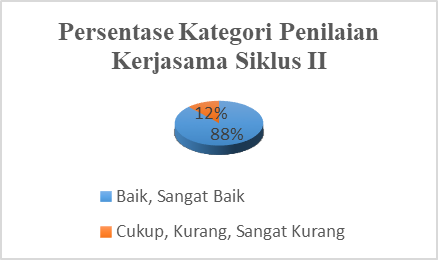 Persentase Kategori Penilaian
Kerjasama Siklus II
12%
88%
Baik, Sangat Baik
Cukup, Kurang, Sangat Kurang